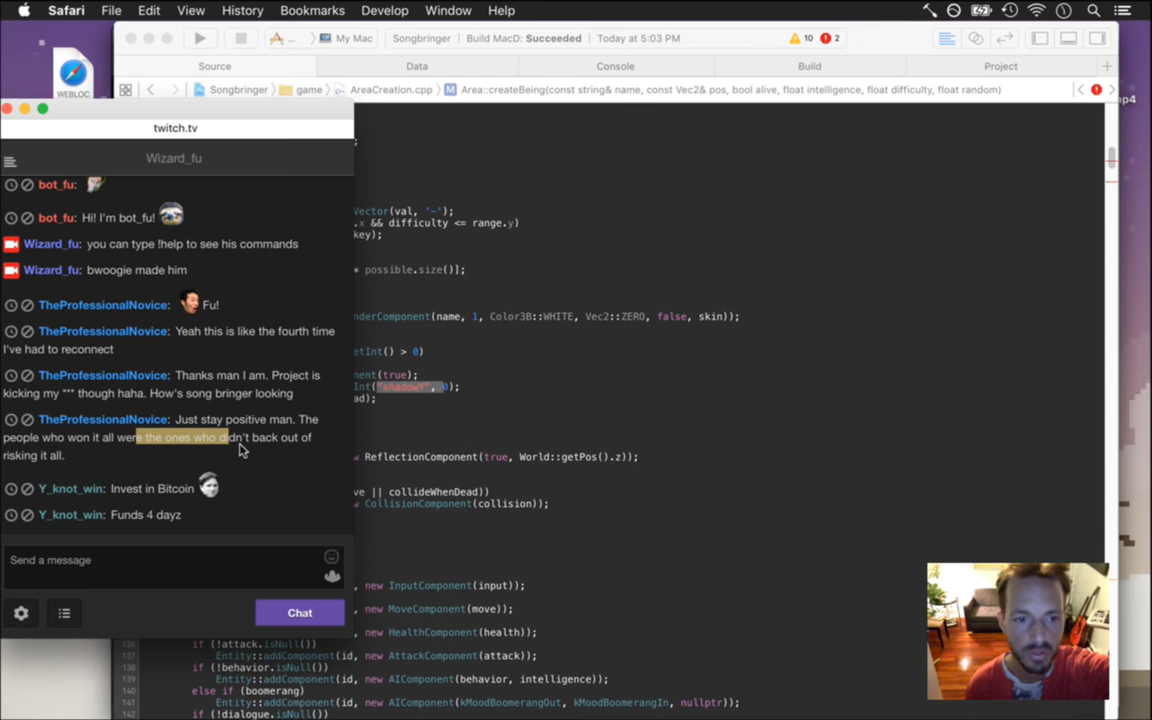 Safari File Edit View History Bookmarks Develop Window Help
... My Mac Songbringer Build MacD: Succeeded Today at 5:03 PM 10 2
WEBLOC
Source Data Console Build Project
Songbringer game AreaCreation.cpp M Area::createBeing(const string& name, const Vec2& pos, bool alive, float intelligence, float difficulty, float random)
mp4
twitch.tv
Wizard_fu
bot_fu:
bot_fu: Hi! I'm bot_fu!
Wizard_fu: you can type !help to see his commands
Wizard_fu: bwoogie made him
TheProfessionalNovice: Fu!
TheProfessionalNovice: Yeah this is like the fourth time
I've had to reconnect
TheProfessionalNovice: Thanks man I am. Project is
kicking my *** though haha. How's song bringer looking
TheProfessionalNovice: Just stay positive man. The
people who won it all were the ones who didn't back out of
risking it all.
Y_knot_win: Invest in Bitcoin
Y_knot_win: Funds 4 dayz
Send a message
Chat
;
Vector(val, '~');
.x && difficulty <= range.y)
key);
* possible.size()];
nderComponent(name, 1, Color3B::WHITE, Vec2::ZERO, false, skin));
etInt() > 0)
nent(true);
Int("shadowY", 0);
ad);
w ReflectionComponent(true, World::getPos().z));
ve || collideWhenDead))
w CollisionComponent(collision));
, new InputComponent(input));
, new MoveComponent(move));
, new HealthComponent(health));
136 if (!attack.isNull())
137 Entity::addComponent(id, new AttackComponent(attack));
138 if (!behavior.isNull())
139 Entity::addComponent(id, new AIComponent(behavior, intelligence));
140 else if (boomerang)
141 Entity::addComponent(id, new AIComponent(kMoodBoomerangOut, kMoodBoomerangIn, nullptr));
142 if (!dialogue.isNull())